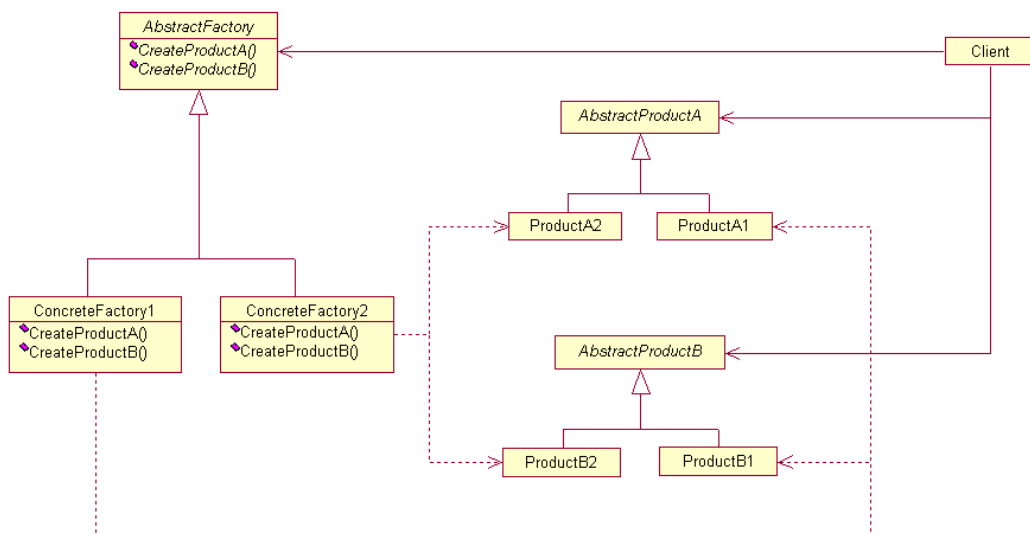 AbstractFactory
CreateProductA()
CreateProductB()
Client
AbstractProductA
ProductA2
ProductA1
ConcreteFactory1
CreateProductA()
CreateProductB()
ConcreteFactory2
CreateProductA()
CreateProductB()
AbstractProductB
ProductB2
ProductB1